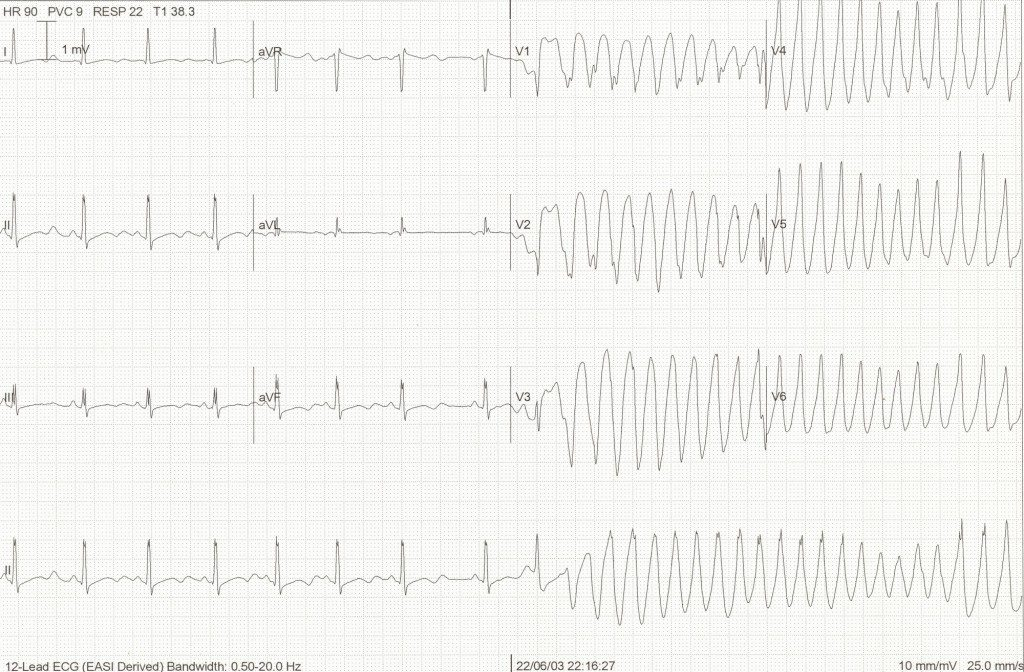 HR 90 PVC 9 RESP 22 T1 38.3
I 1 mV aVR V1 V4
II aVL V2 V5
III aVF V3 V6
II
12-Lead ECG (EASI Derived) Bandwidth: 0.50-20.0 Hz 22/06/03 22:16:27 10 mm/mV 25.0 mm/s